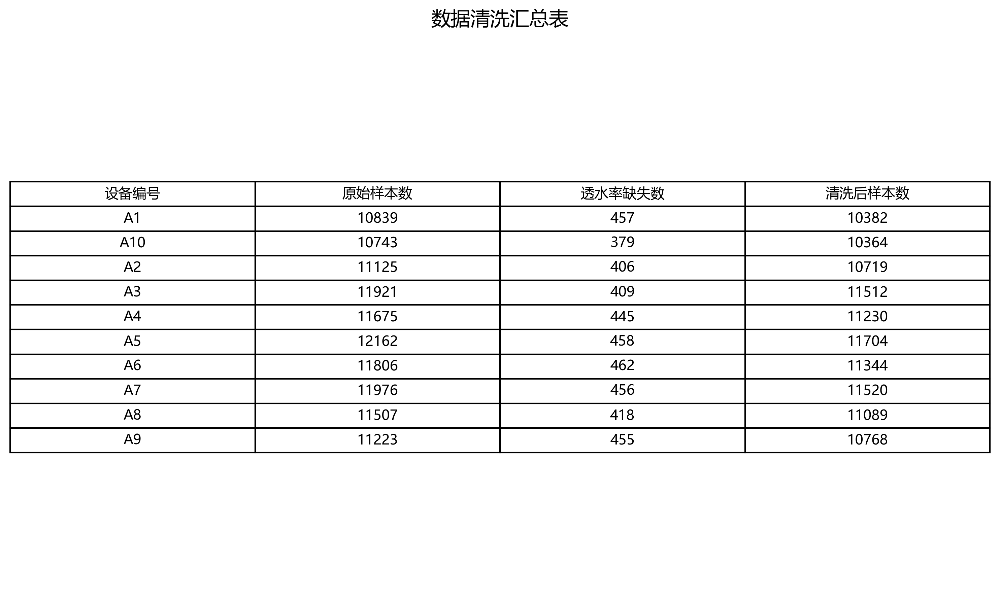 数据清洗汇总表
设备编号 原始样本数 透水率缺失数 清洗后样本数
A1 10839 457 10382
A10 10743 379 10364
A2 11125 406 10719
A3 11921 409 11512
A4 11675 445 11230
A5 12162 458 11704
A6 11806 462 11344
A7 11976 456 11520
A8 11507 418 11089
A9 11223 455 10768